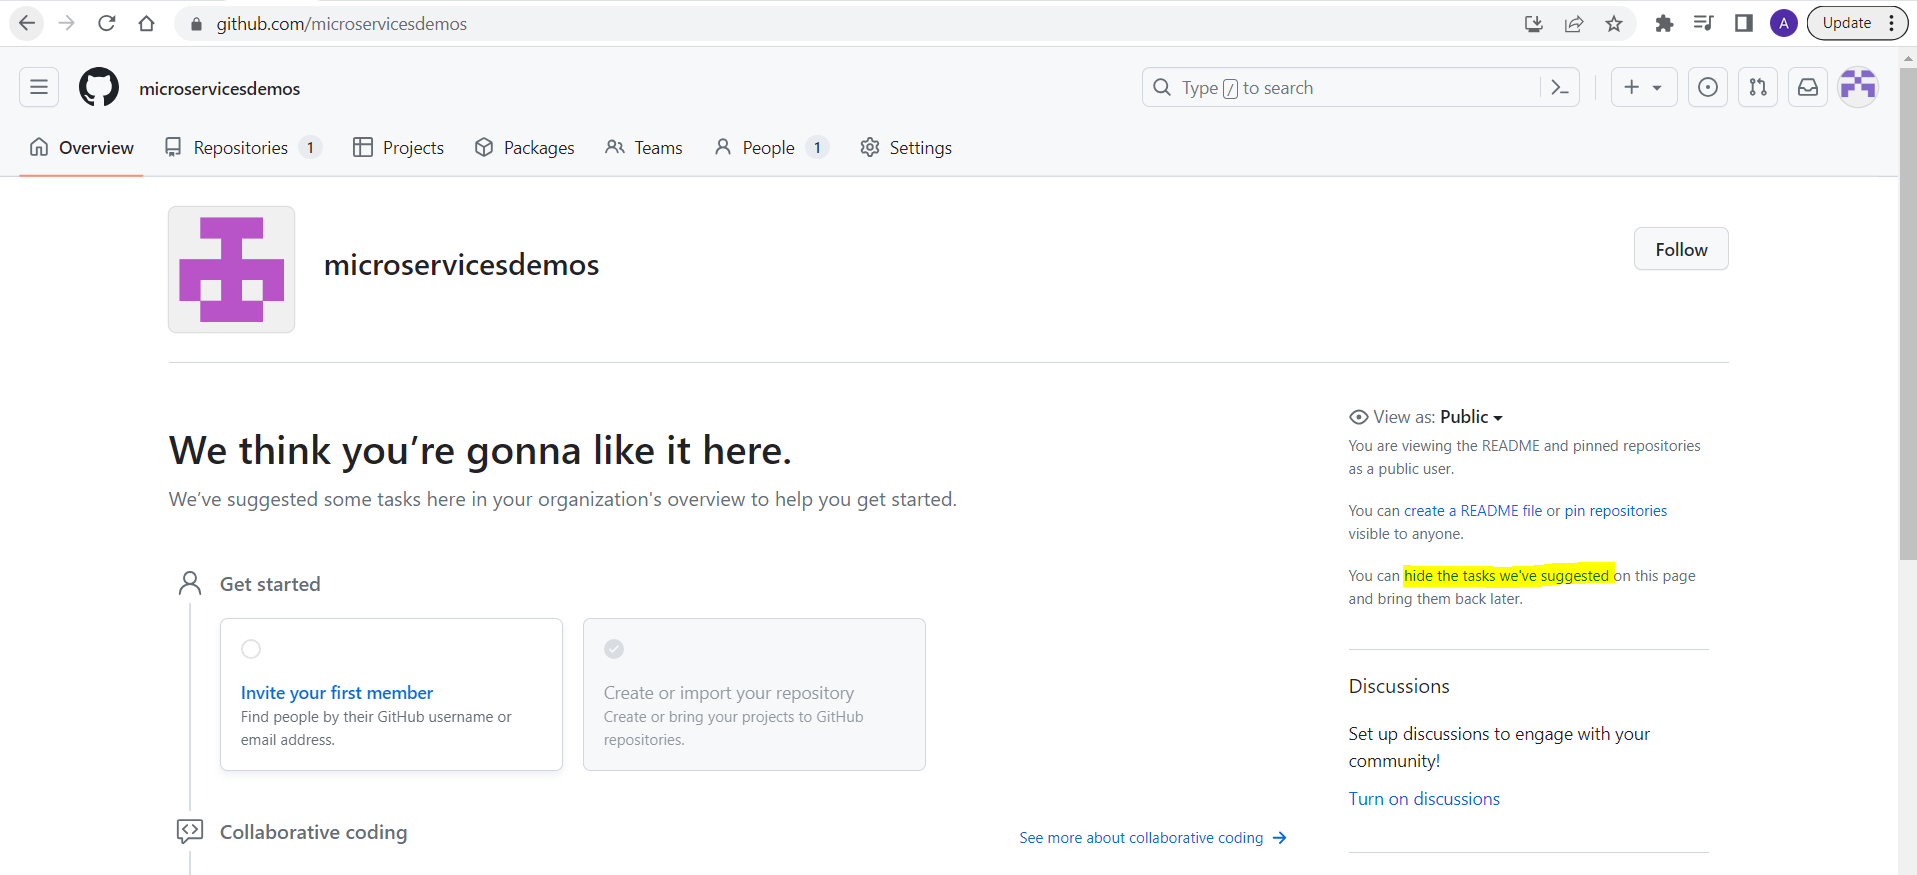 github.com/microservicesdemos
A
Update
microservicesdemos
Type / to search
Overview
Repositories 1
Projects
Packages
Teams
People 1
Settings
microservicesdemos
Follow
We think you’re gonna like it here.
We’ve suggested some tasks here in your organization's overview to help you get started.
Get started
Invite your first member
Find people by their GitHub username or
email address.
Create or import your repository
Create or bring your projects to GitHub
repositories.
Collaborative coding
See more about collaborative coding →
View as: Public
You are viewing the README and pinned repositories
as a public user.
You can create a README file or pin repositories
visible to anyone.
You can hide the tasks we've suggested on this page
and bring them back later.
Discussions
Set up discussions to engage with your
community!
Turn on discussions